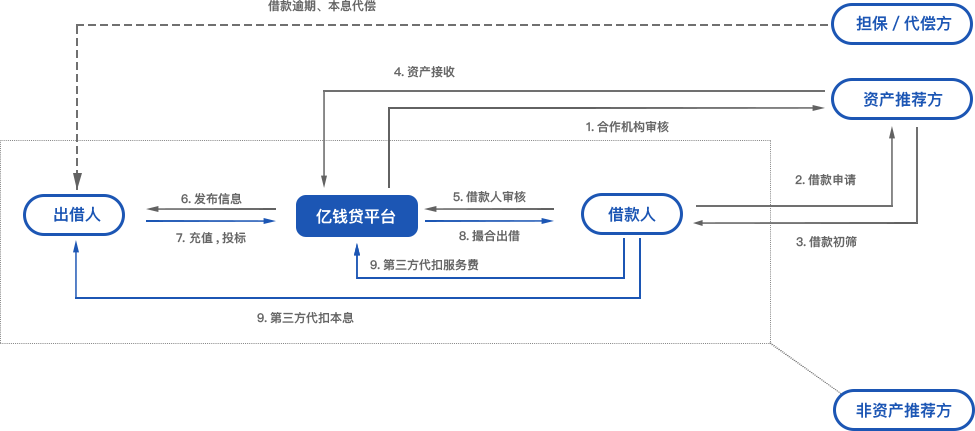 借款逾期、本息代偿
担保 / 代偿方
4. 资产接收
资产推荐方
1. 合作机构审核
2. 借款申请
6. 发布信息
5. 借款人审核
出借人
亿钱贷平台
借款人
7. 充值 , 投标
8. 撮合出借
3. 借款初筛
9. 第三方代扣服务费
9. 第三方代扣本息
非资产推荐方